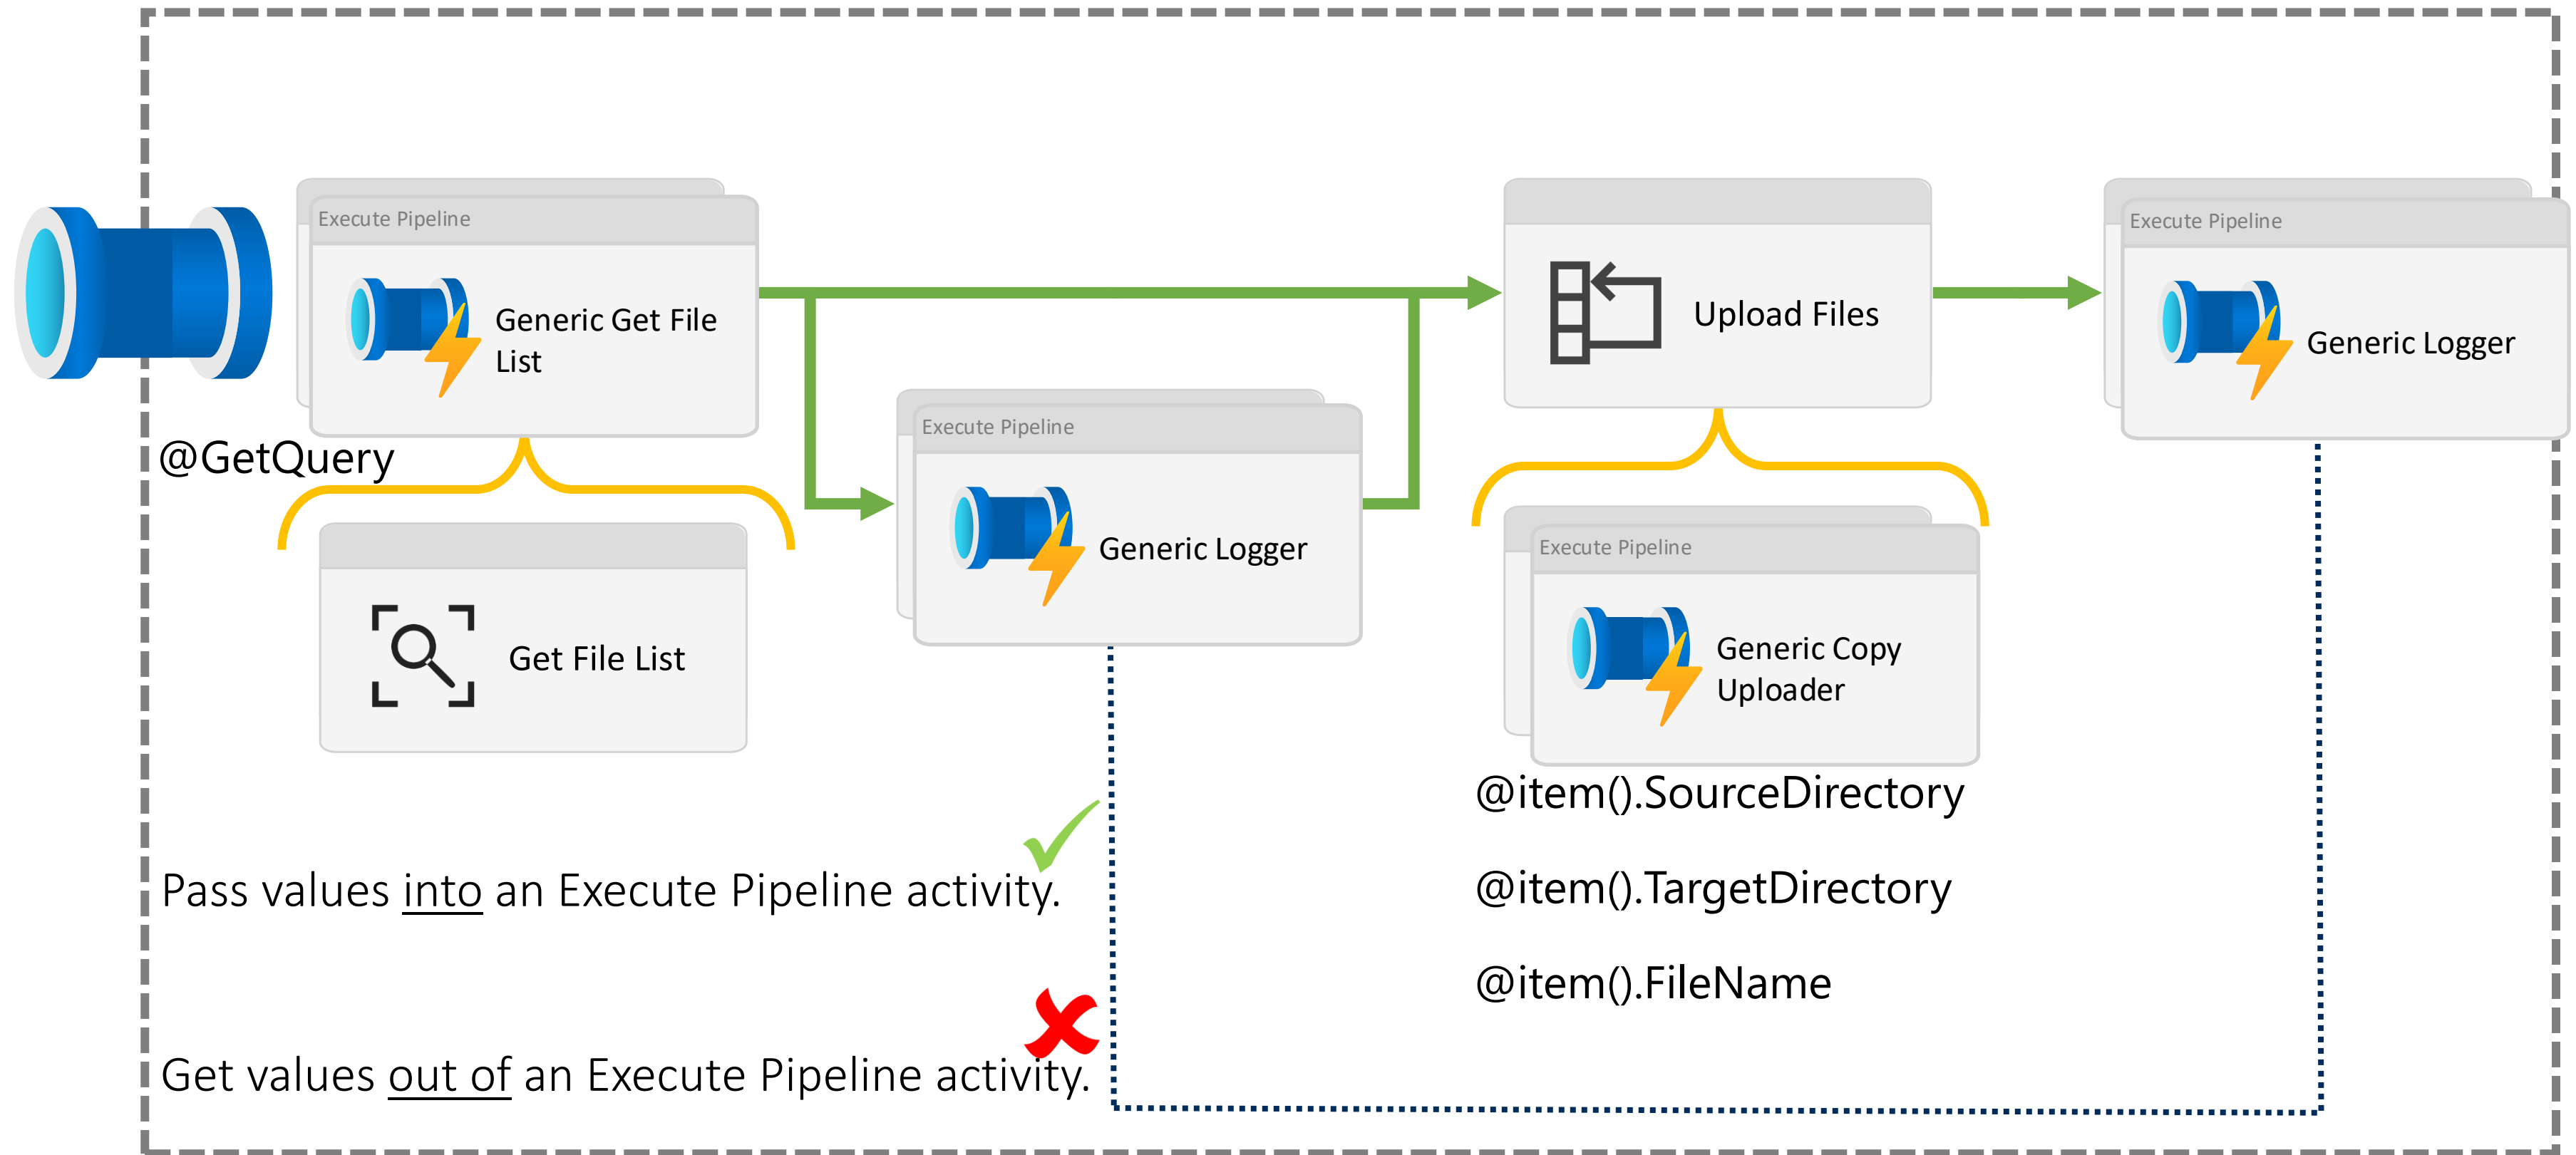 Execute Pipeline
Generic Get File
List
@GetQuery
Get File List
Execute Pipeline
Generic Logger
Upload Files
Execute Pipeline
Generic Copy
Uploader
@item().SourceDirectory
@item().TargetDirectory
@item().FileName
Execute Pipeline
Generic Logger
Pass values into an Execute Pipeline activity.
Get values out of an Execute Pipeline activity.